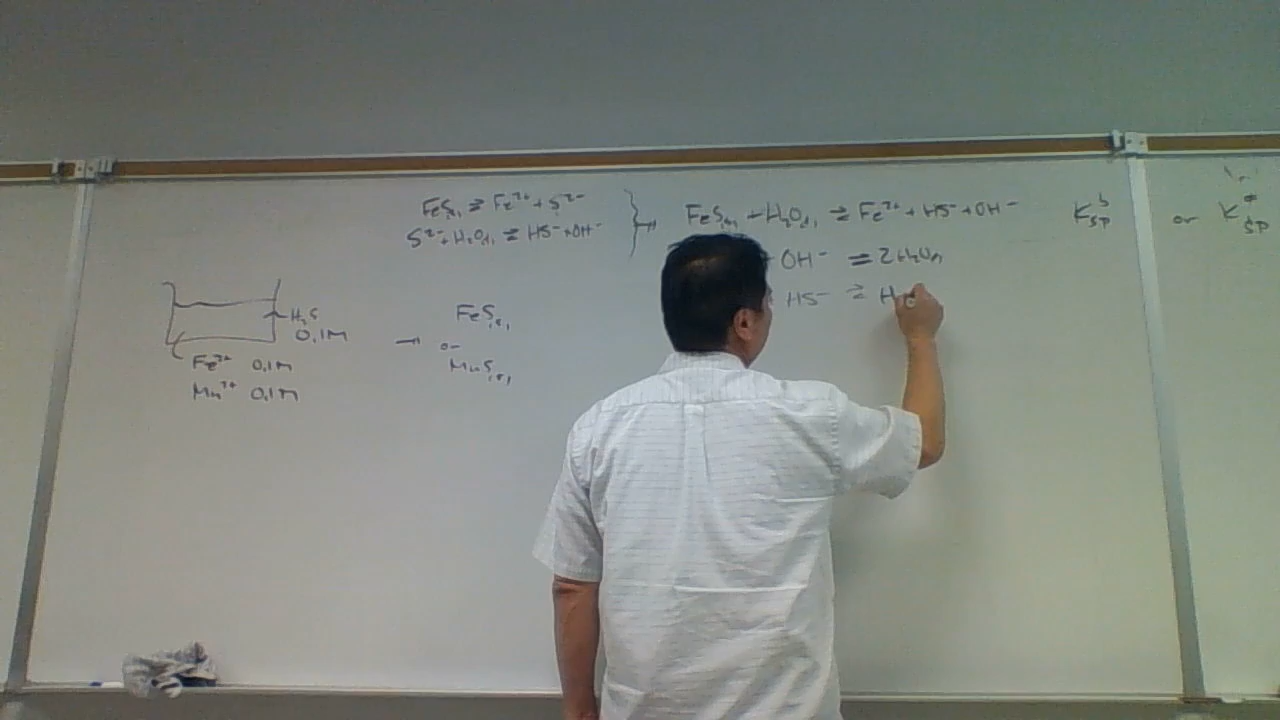 FeS(s) ⇌ Fe²⁺ + S²⁻
S²⁻ + H₂O(l) ⇌ HS⁻ + OH⁻
FeS(s) + H₂O(l) ⇌ Fe²⁺ + HS⁻ + OH⁻
K_SP^b or K_SP^a
+ OH⁻ ⇌ 2H₂O(l)
HS⁻ ⇌ H₂
H₂S
0.1M
Fe²⁺ 0.1M
Mn²⁺ 0.1M
→ FeS(s)
or
MnS(s)